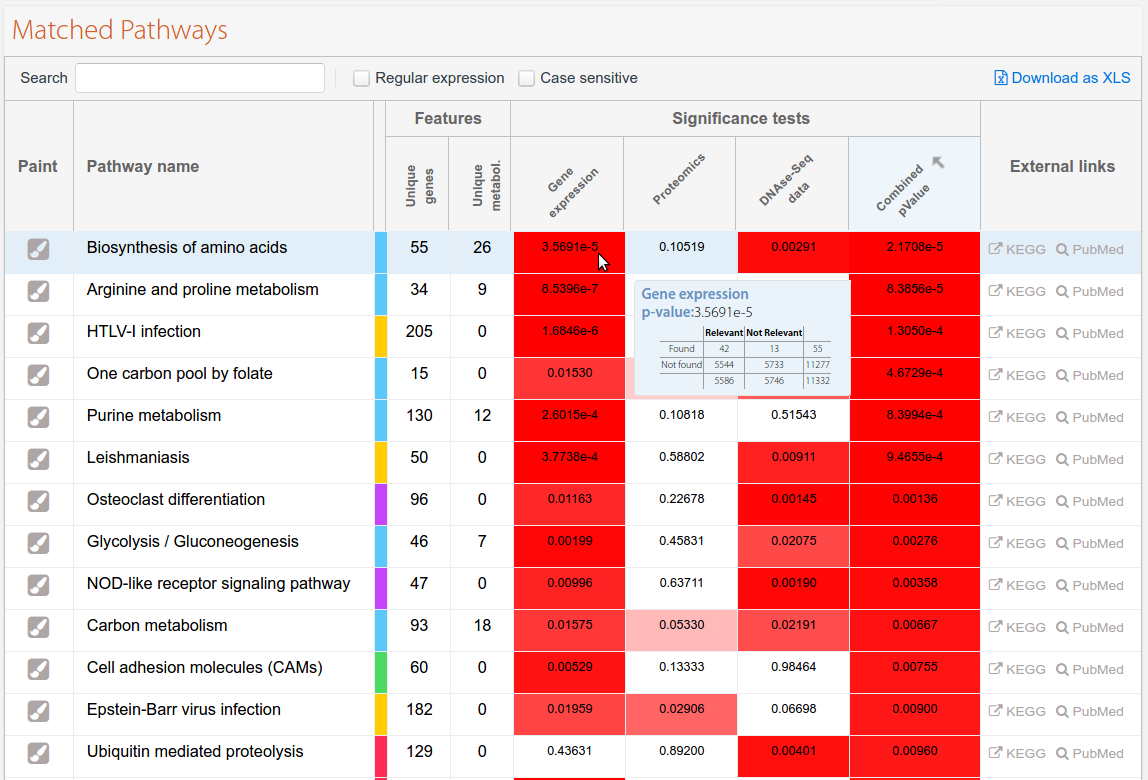 Matched Pathways
Search Regular expression Case sensitive Download as XLS
Features Significance tests
Paint Pathway name Unique genes Unique metabol. Gene expression Proteomics DNAse-Seq data Combined pValue External links
Biosynthesis of amino acids 55 26 3.5691e-5 0.10519 0.00291 2.1708e-5 KEGG PubMed
Arginine and proline metabolism 34 9 8.5396e-7 8.3856e-5 KEGG PubMed
HTLV-I infection 205 0 1.6846e-6 1.3050e-4 KEGG PubMed
One carbon pool by folate 15 0 0.01530 4.6729e-4 KEGG PubMed
Gene expression
p-value:3.5691e-5
Relevant Not Relevant
Found 42 13 55
Not found 5544 5733 11277
5586 5746 11332
Purine metabolism 130 12 2.6015e-4 0.10818 0.51543 8.3994e-4 KEGG PubMed
Leishmaniasis 50 0 3.7738e-4 0.58802 0.00911 9.4655e-4 KEGG PubMed
Osteoclast differentiation 96 0 0.01163 0.22678 0.00145 0.00136 KEGG PubMed
Glycolysis / Gluconeogenesis 46 7 0.00199 0.45831 0.02075 0.00276 KEGG PubMed
NOD-like receptor signaling pathway 47 0 0.00996 0.63711 0.00190 0.00358 KEGG PubMed
Carbon metabolism 93 18 0.01575 0.05330 0.02191 0.00667 KEGG PubMed
Cell adhesion molecules (CAMs) 60 0 0.00529 0.13333 0.98464 0.00755 KEGG PubMed
Epstein-Barr virus infection 182 0 0.01959 0.02906 0.06698 0.00900 KEGG PubMed
Ubiquitin mediated proteolysis 129 0 0.43631 0.89200 0.00401 0.00960 KEGG PubMed